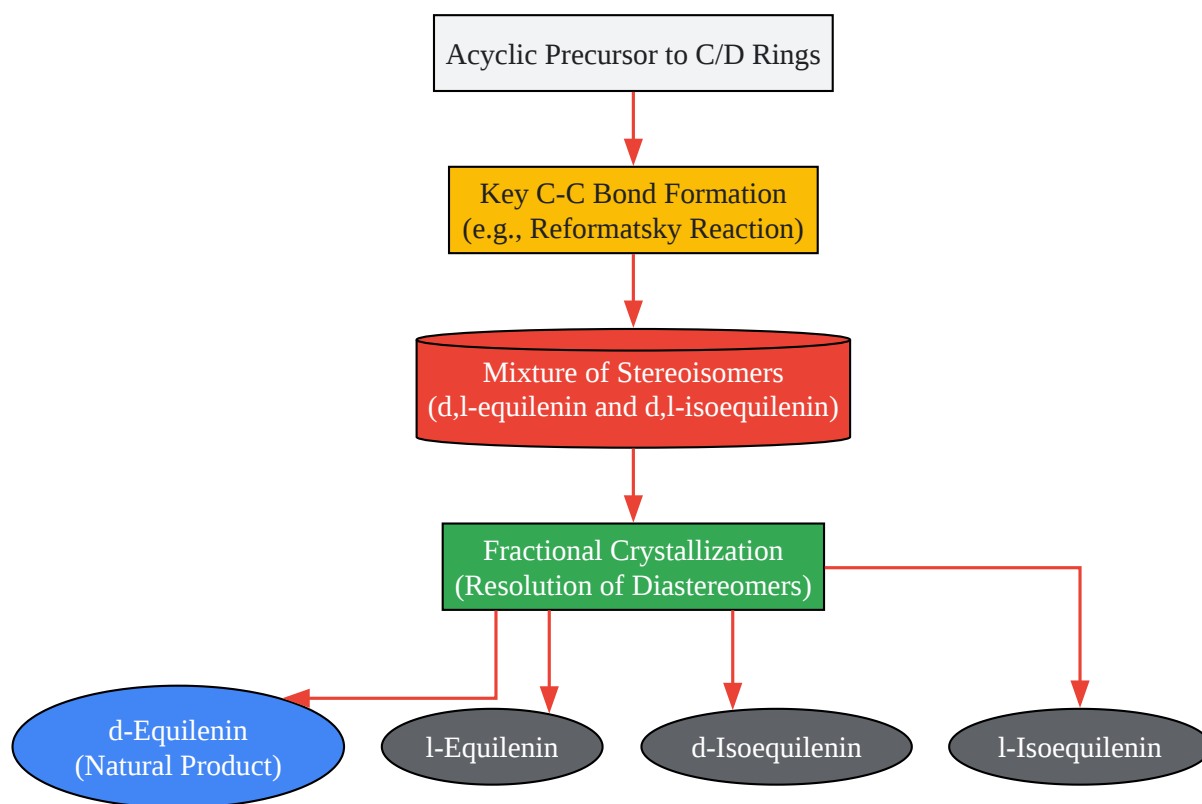 Acyclic Precursor to C/D Rings
Key C-C Bond Formation
(e.g., Reformatsky Reaction)
Mixture of Stereoisomers
(d,l-equilenin and d,l-isoequilenin)
Fractional Crystallization
(Resolution of Diastereomers)
d-Equilenin
(Natural Product)
l-Equilenin
d-Isoequilenin
l-Isoequilenin